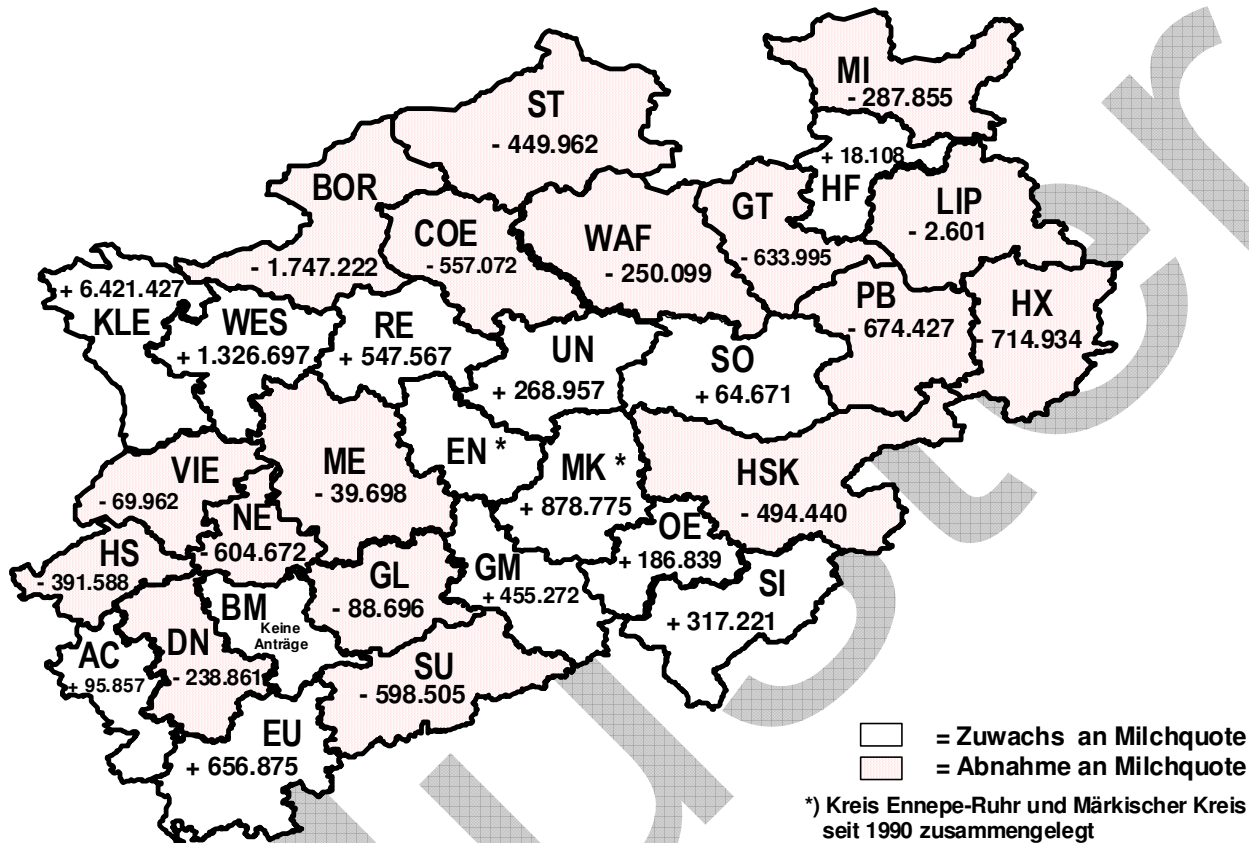 MI
- 287.855
ST
- 449.962
+ 18.108
HF
BOR
- 1.747.222
COE
- 557.072
WAF
- 250.099
GT
- 633.995
LIP
- 2.601
+ 6.421.427
KLE
WES
+ 1.326.697
RE
+ 547.567
UN
+ 268.957
SO
+ 64.671
PB
- 674.427
HX
- 714.934
VIE
- 69.962
ME
- 39.698
EN *
MK *
+ 878.775
HSK
- 494.440
NE
- 604.672
HS
- 391.588
GL
- 88.696
GM
+ 455.272
OE
+ 186.839
SI
+ 317.221
BM
Keine
Anträge
AC
+ 95.857
DN
- 238.861
SU
- 598.505
EU
+ 656.875
= Zuwachs an Milchquote
= Abnahme an Milchquote
*) Kreis Ennepe-Ruhr und Märkischer Kreis
seit 1990 zusammengelegt